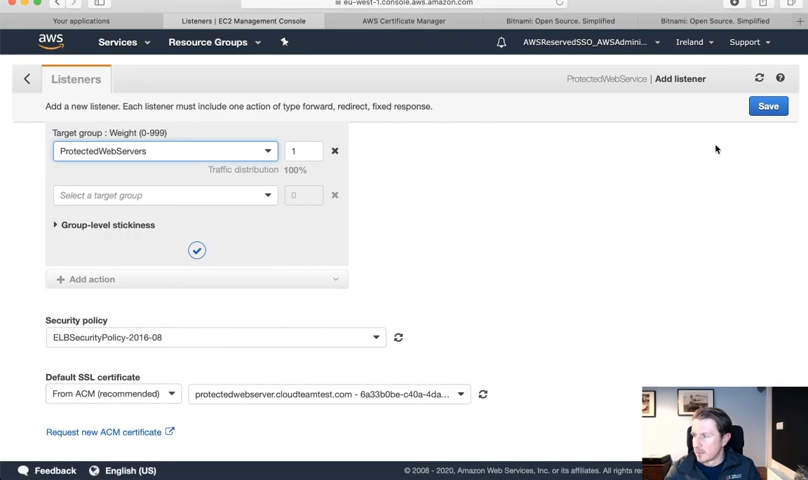 eu-west-1.console.aws.amazon.com
Your applications
Listeners | EC2 Management Console
AWS Certificate Manager
Bitnami: Open Source. Simplified
Bitnami: Open Source. Simplified
aws
Services
Resource Groups
AWSReservedSSO_AWSAdmini...
Ireland
Support
Listeners
ProtectedWebService | Add listener
Add a new listener. Each listener must include one action of type forward, redirect, fixed response.
Save
Target group : Weight (0-999)
ProtectedWebServers
1
Traffic distribution 100%
Select a target group
0
Group-level stickiness
Add action
Security policy
ELBSecurityPolicy-2016-08
Default SSL certificate
From ACM (recommended)
protectedwebserver.cloudteamtest.com - 6a33b0be-c40a-4da...
Request new ACM certificate
Feedback
English (US)
© 2008 - 2020, Amazon Web Services, Inc. or its affiliates. All rights res